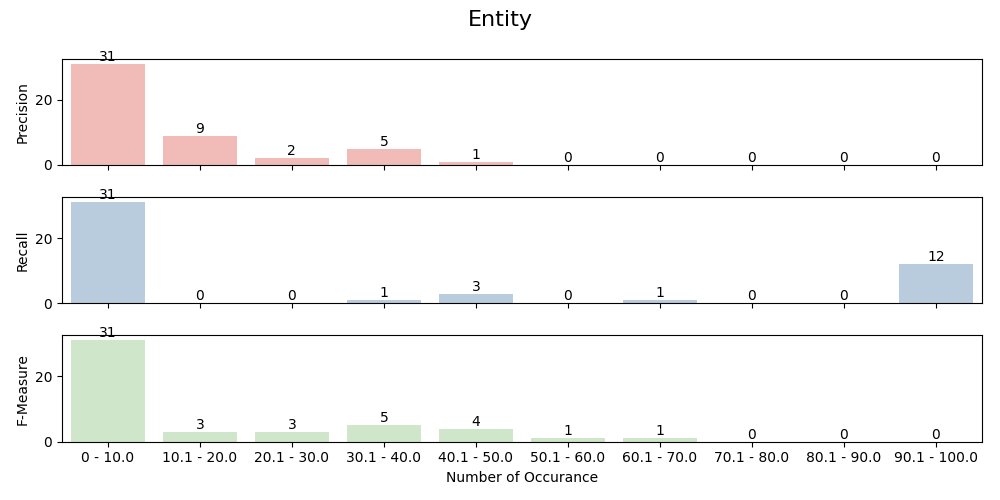 Entity
31 9 2 5 1 0 0 0 0 0
20
0
Precision
31 0 0 1 3 0 1 0 0 12
20
0
Recall
31 3 3 5 4 1 1 0 0 0
20
0
F-Measure
0 - 10.0 10.1 - 20.0 20.1 - 30.0 30.1 - 40.0 40.1 - 50.0 50.1 - 60.0 60.1 - 70.0 70.1 - 80.0 80.1 - 90.0 90.1 - 100.0
Number of Occurance